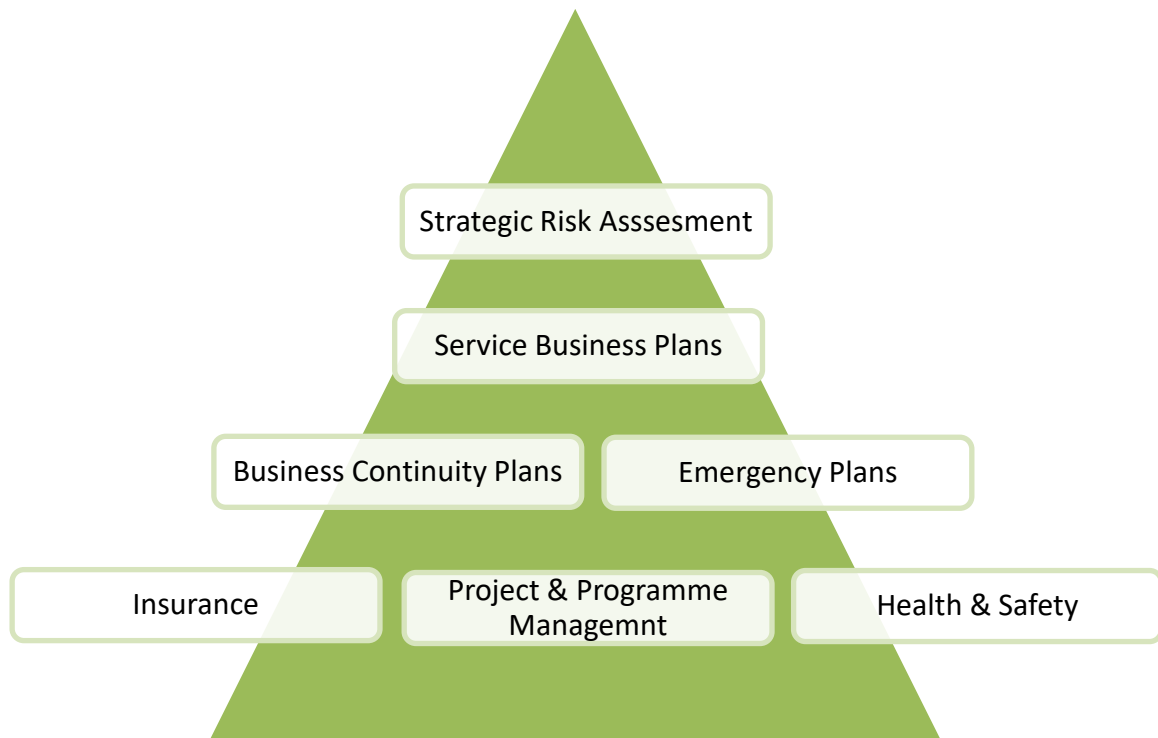 Strategic Risk Asssesment
Service Business Plans
Business Continuity Plans
Emergency Plans
Insurance
Project & Programme
Managemnt
Health & Safety